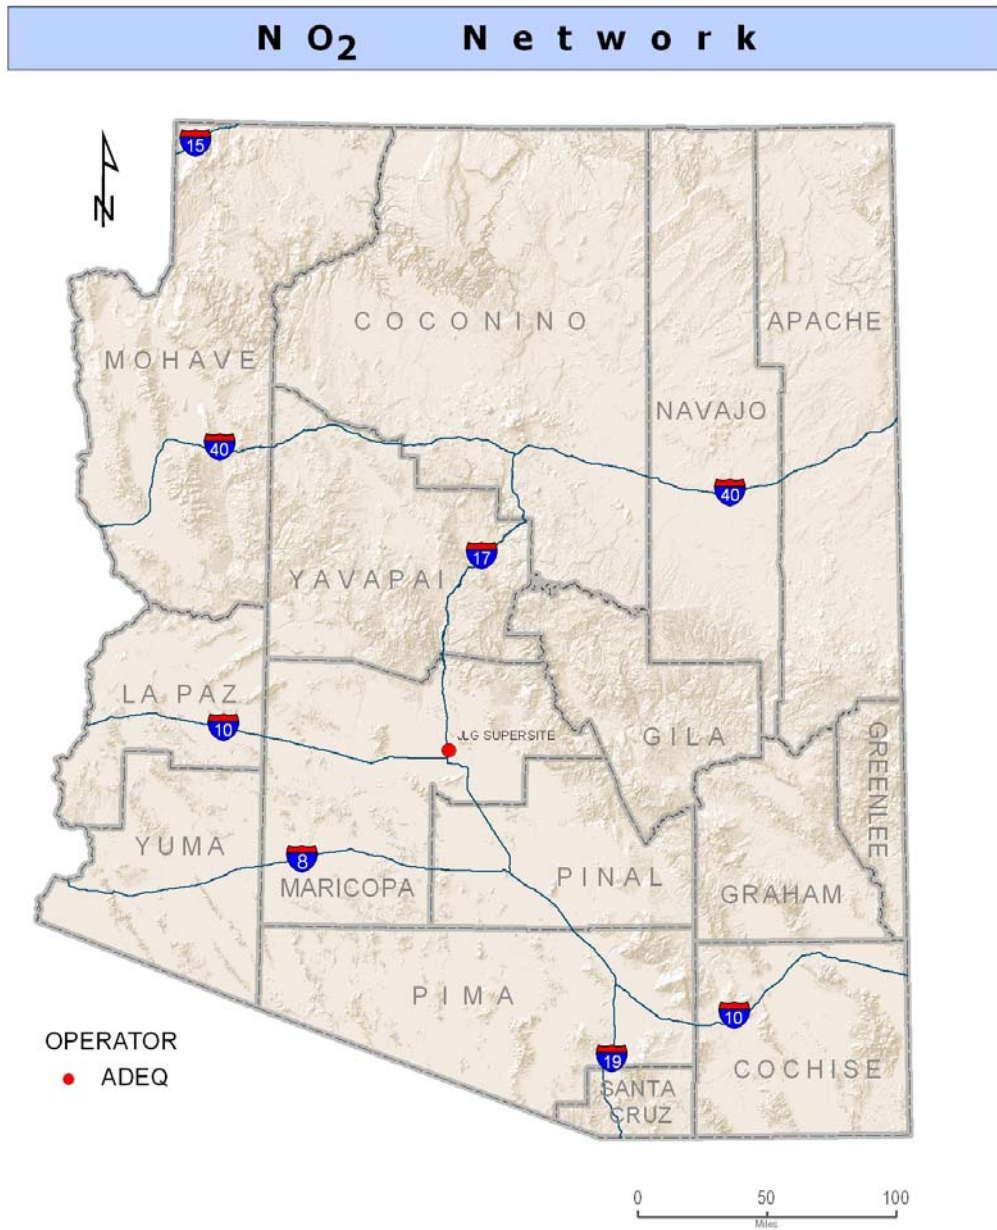 NO2 Network
15
N
COCONINO
APACHE
MOHAVE
NAVAJO
40
40
17
YAVAPAI
LA PAZ
10
JLG SUPERSITE
GILA
GREENLEE
YUMA
8
MARICOPA
PINAL
GRAHAM
PIMA
10
OPERATOR
ADEQ
19
COCHISE
SANTA
CRUZ
0 50 100
Miles